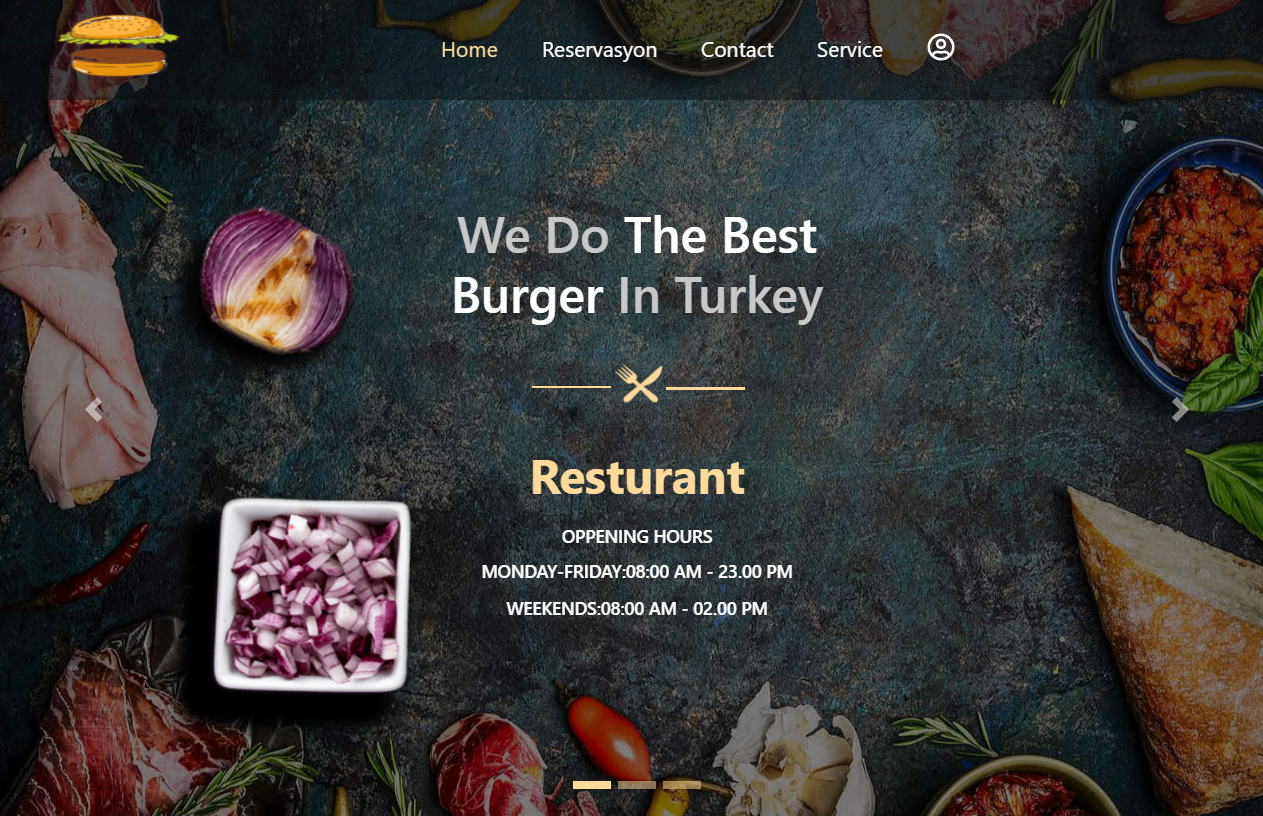 Home Reservasyon Contact Service
We Do The Best
Burger In Turkey
Resturant
OPPENING HOURS
MONDAY-FRIDAY:08:00 AM - 23.00 PM
WEEKENDS:08:00 AM - 02.00 PM